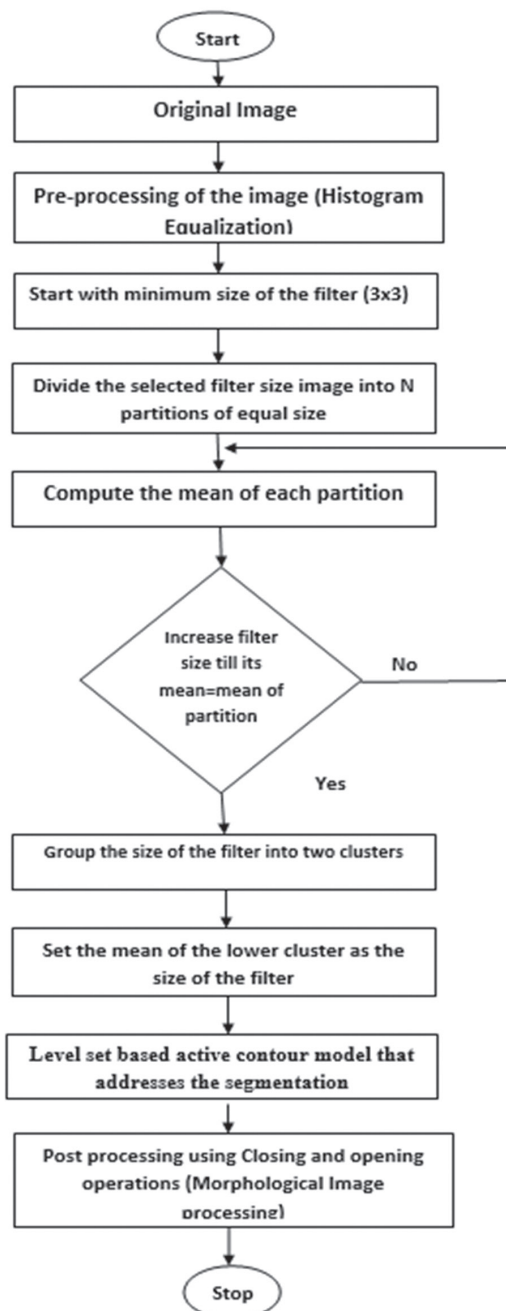 Start
Original Image
Pre-processing of the image (Histogram
Equalization)
Start with minimum size of the filter (3x3)
Divide the selected filter size image into N
partitions of equal size
Compute the mean of each partition
Increase filter
size till its
mean=mean of
partition
No
Yes
Group the size of the filter into two clusters
Set the mean of the lower cluster as the
size of the filter
Level set based active contour model that
addresses the segmentation
Post processing using Closing and opening
operations (Morphological Image
processing)
Stop